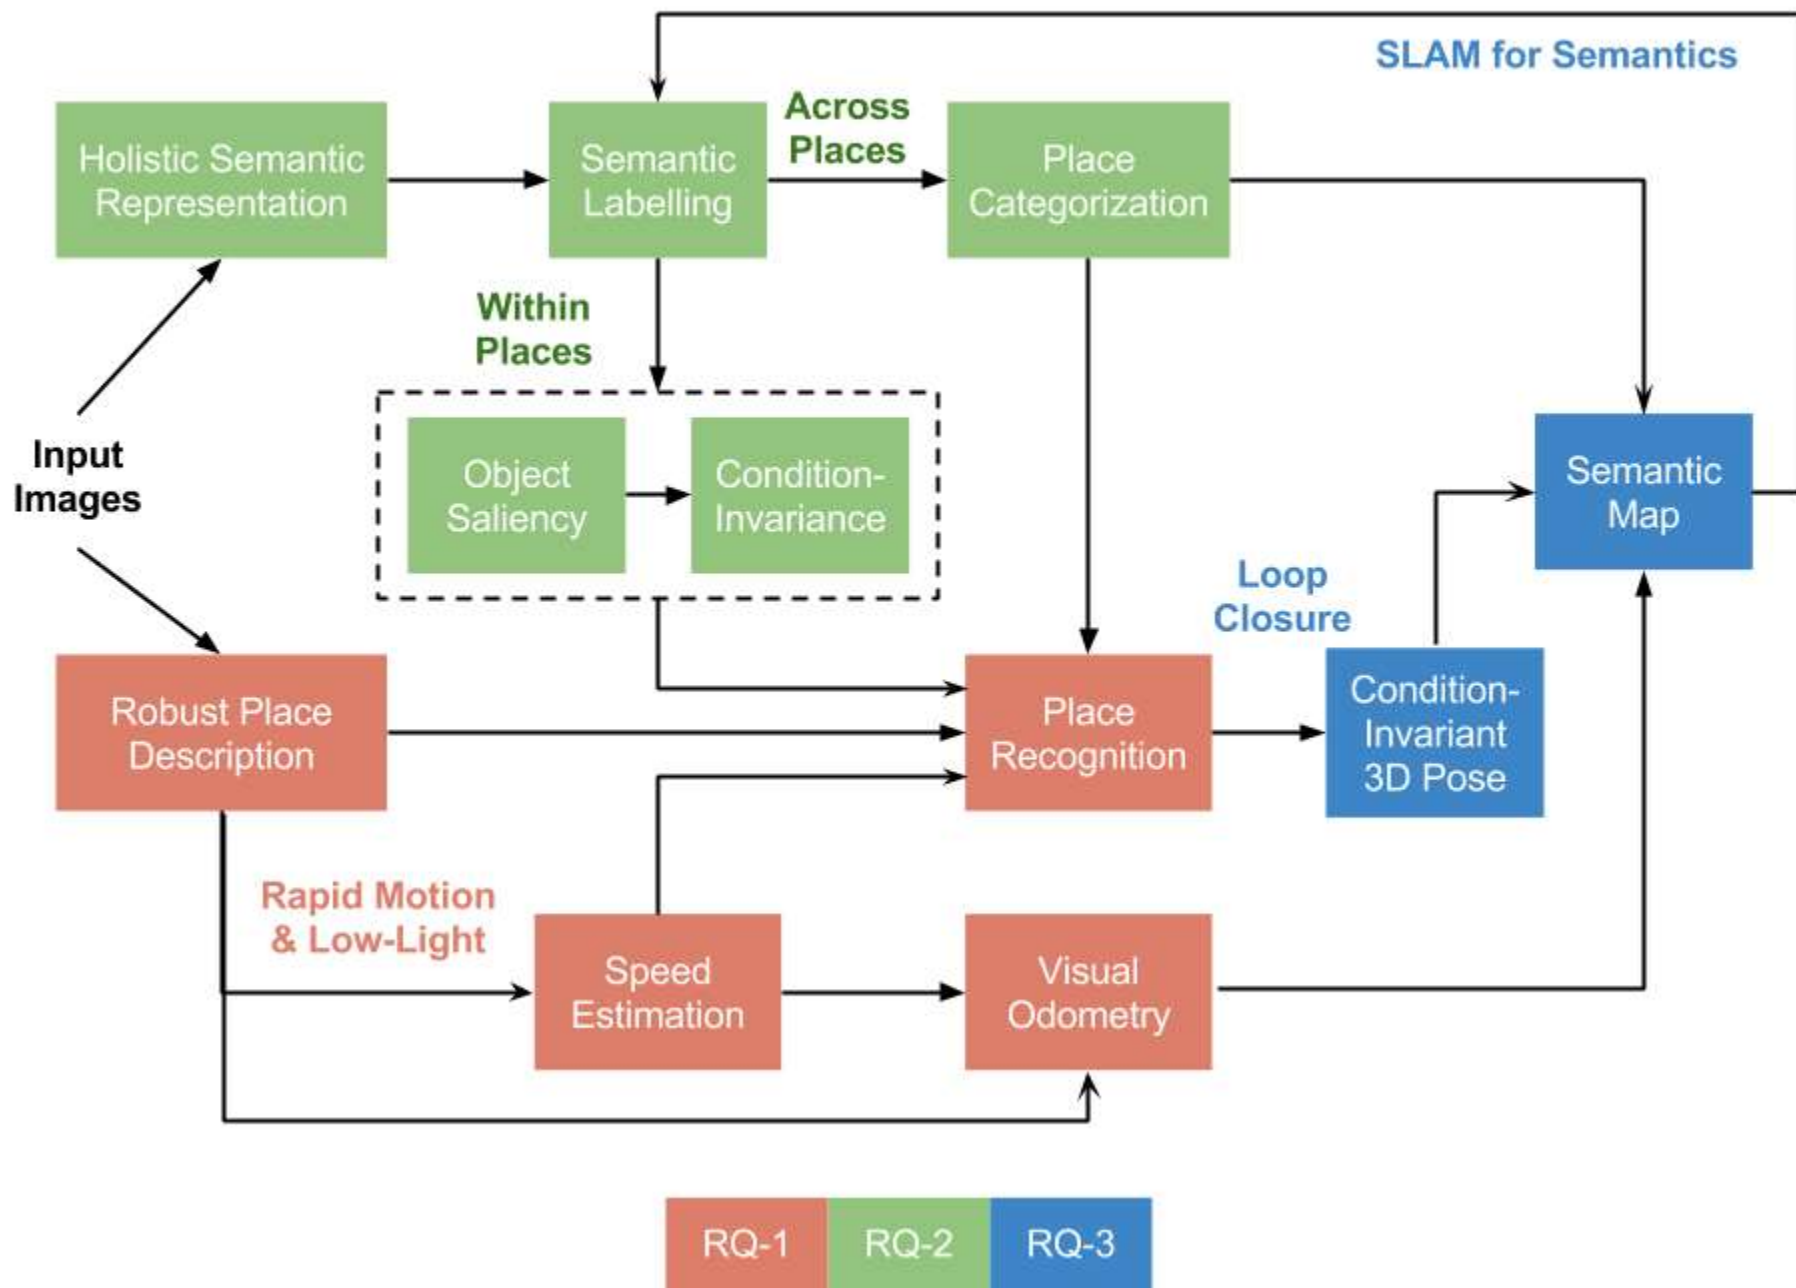 SLAM for Semantics
Holistic Semantic
Representation
Semantic
Labelling
Across
Places
Place
Categorization
Within
Places
Input
Images
Object
Saliency
Condition-
Invariance
Semantic
Map
Loop
Closure
Robust Place
Description
Place
Recognition
Condition-
Invariant
3D Pose
Rapid Motion
& Low-Light
Speed
Estimation
Visual
Odometry
RQ-1
RQ-2
RQ-3